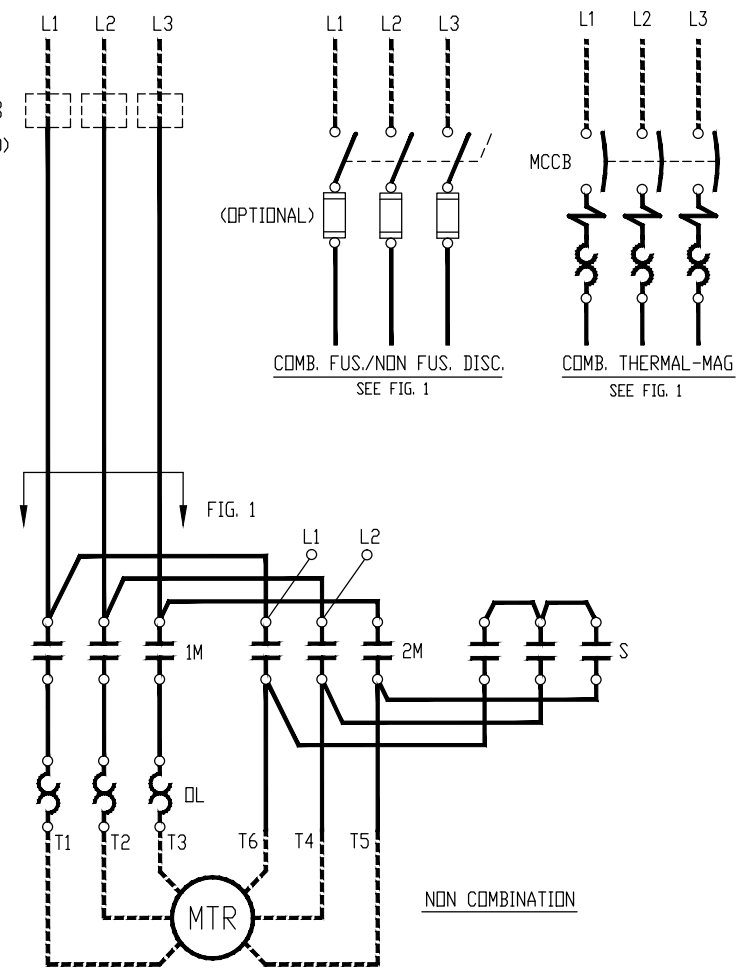 L1 L2 L3
L1 L2 L3
L1 L2 L3
MCCB
(OPTIONAL)
COMB. FUS./NON FUS. DISC.
SEE FIG. 1
COMB. THERMAL-MAG
SEE FIG. 1
FIG. 1
L1 L2
1M
2M
S
OL
T1 T2 T3 T6 T4 T5
MTR
NON COMBINATION